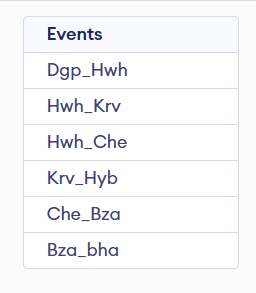 Events
Dgp_Hwh
Hwh_Krv
Hwh_Che
Krv_Hyb
Che_Bza
Bza_bha